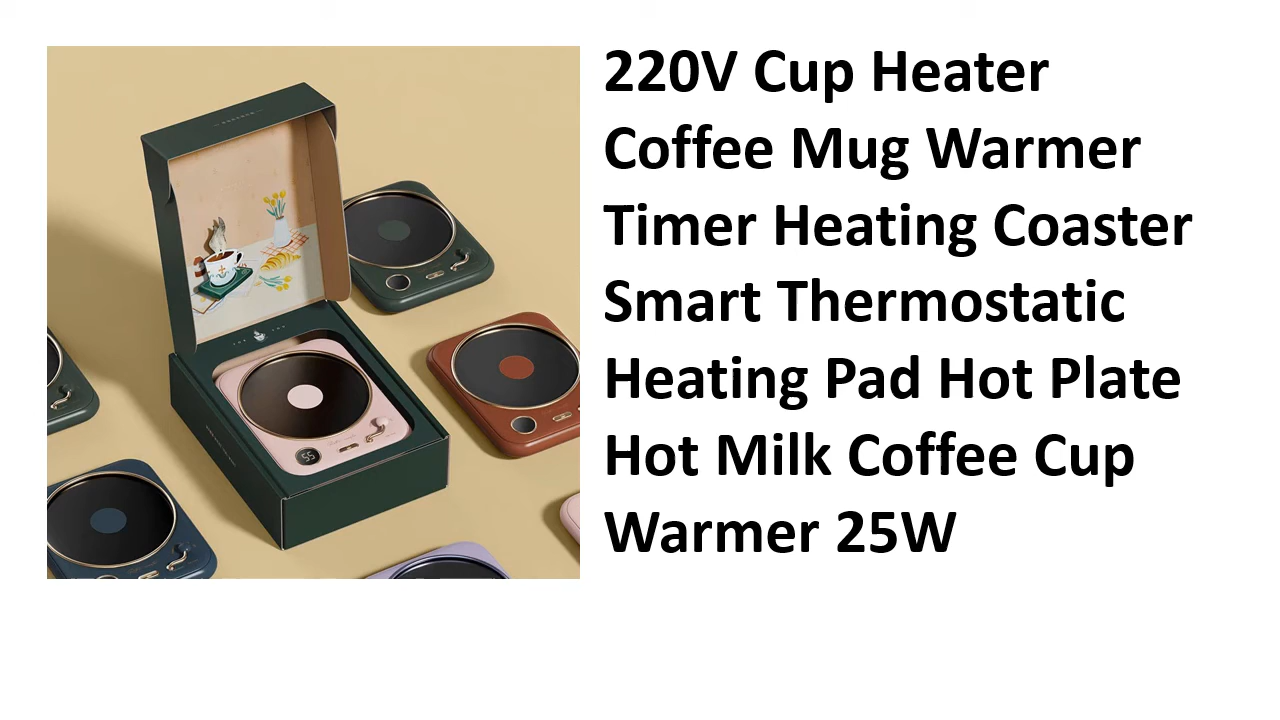 220V Cup Heater
Coffee Mug Warmer
Timer Heating Coaster
Smart Thermostatic
Heating Pad Hot Plate
Hot Milk Coffee Cup
Warmer 25W
55